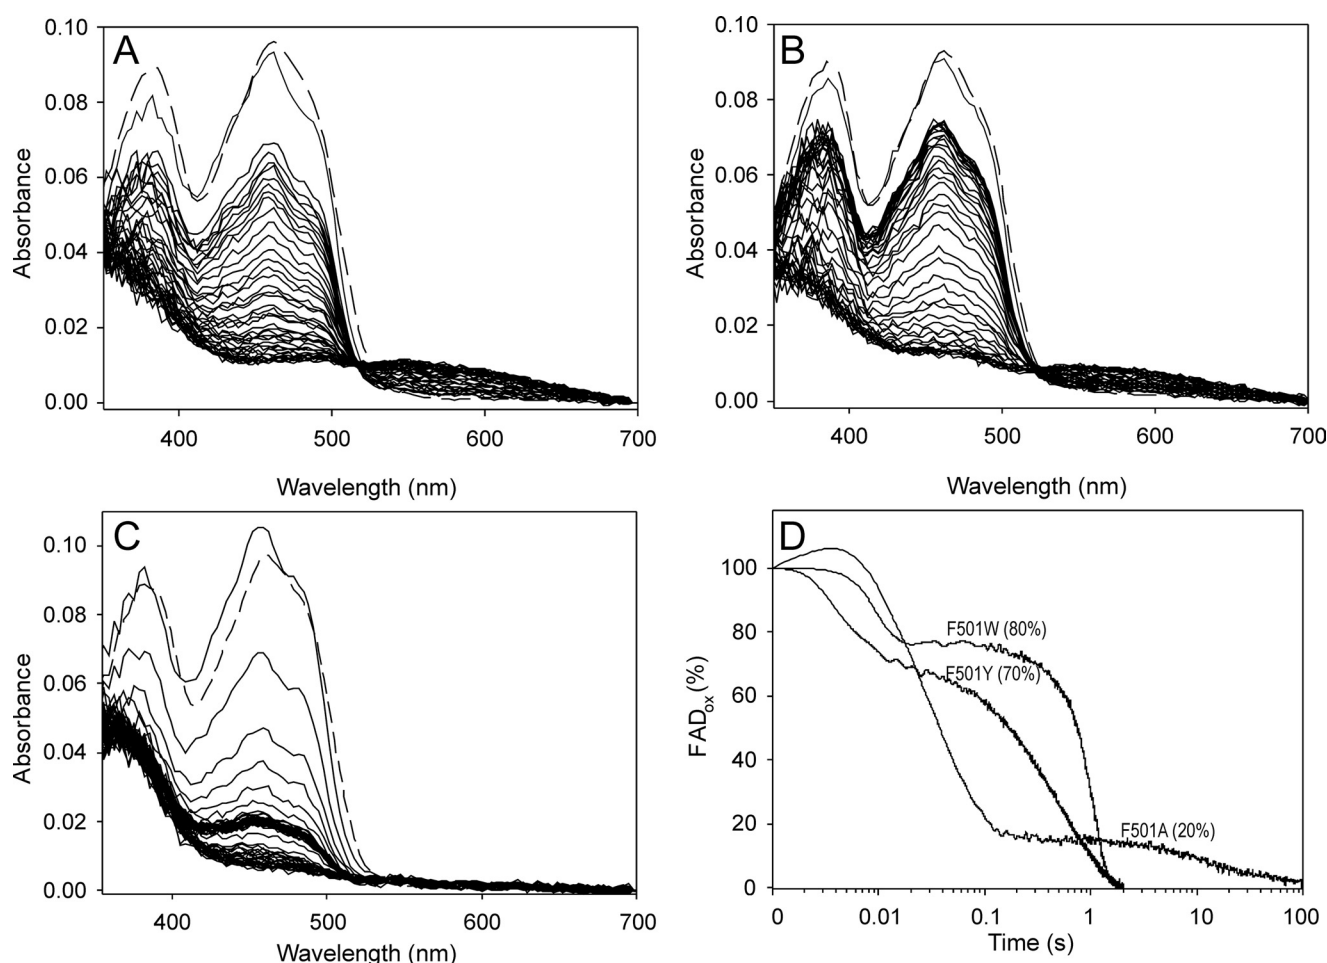 A
Absorbance
0.10
0.08
0.06
0.04
0.02
0.00
400 500 600 700
Wavelength (nm)
B
Absorbance
0.10
0.08
0.06
0.04
0.02
0.00
400 500 600 700
Wavelength (nm)
C
Absorbance
0.10
0.08
0.06
0.04
0.02
0.00
400 500 600 700
Wavelength (nm)
D
FADox (%)
100
80
60
40
20
0
F501W (80%)
F501Y (70%)
F501A (20%)
0 0.01 0.1 1 10 100
Time (s)